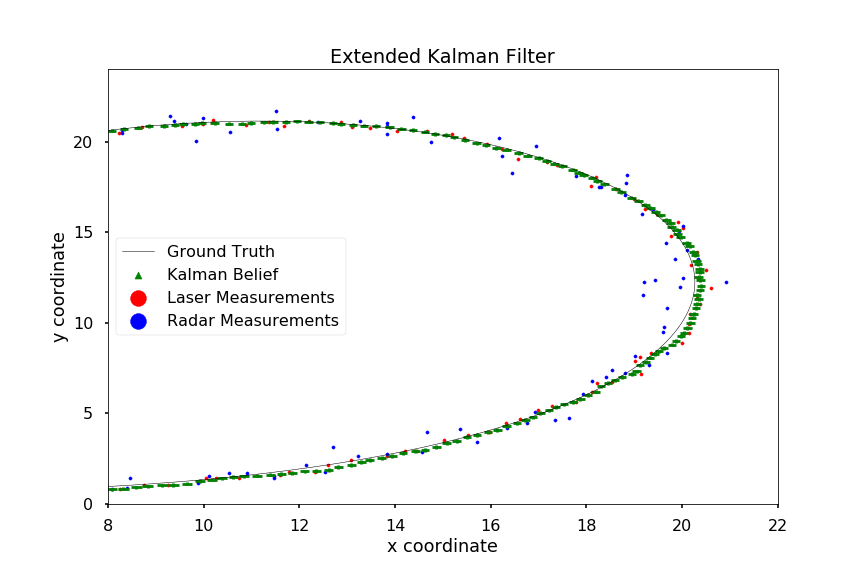 Extended Kalman Filter
y coordinate
20
15
10
5
0
Ground Truth
Kalman Belief
Laser Measurements
Radar Measurements
8 10 12 14 16 18 20 22
x coordinate